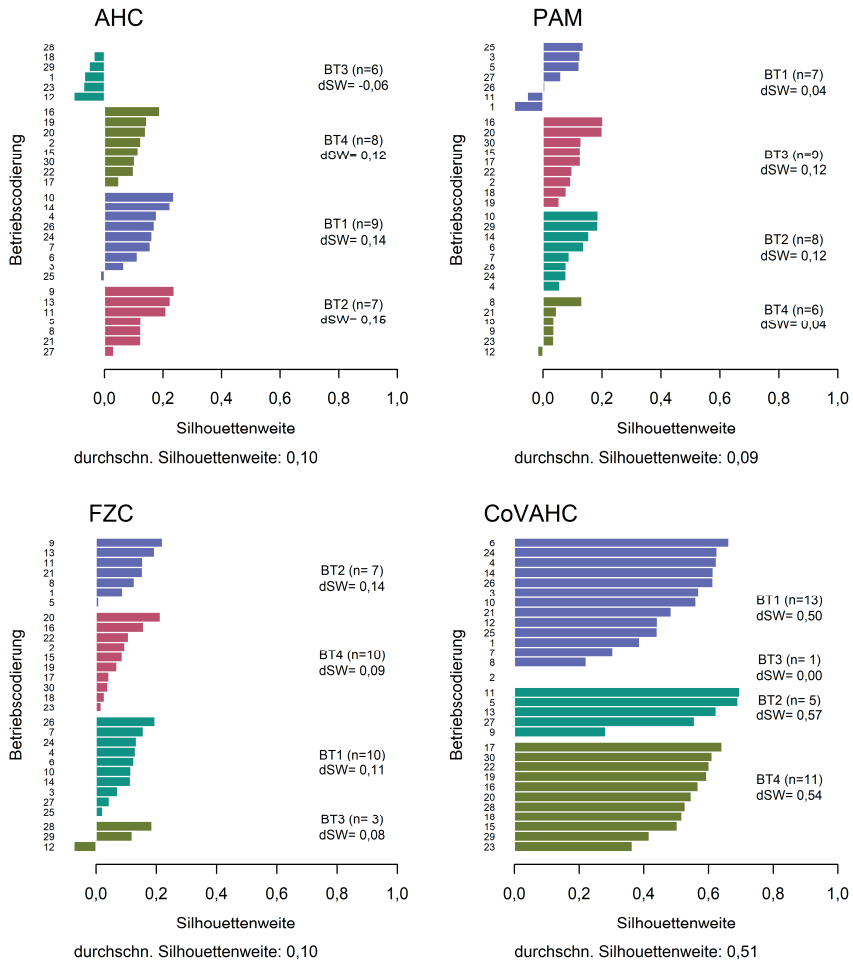 AHC
Betriebscodierung
28
18
29
1
23
12
BT3 (n=6)
dSW= -0,06
16
19
20
2
15
30
22
17
BT4 (n=8)
dSW= 0,12
10
14
4
26
24
7
6
3
25
BT1 (n=9)
dSW= 0,14
9
13
11
5
8
21
27
BT2 (n=7)
dSW= 0,15
0,0 0,2 0,4 0,6 0,8 1,0
Silhouettenweite
durchschn. Silhouettenweite: 0,10
PAM
Betriebscodierung
25
3
5
27
26
11
1
BT1 (n=7)
dSW= 0,04
16
20
30
15
17
22
2
18
19
BT3 (n=9)
dSW= 0,12
10
29
14
6
7
28
24
4
BT2 (n=8)
dSW= 0,12
8
21
13
9
23
12
BT4 (n=6)
dSW= 0,04
0,0 0,2 0,4 0,6 0,8 1,0
Silhouettenweite
durchschn. Silhouettenweite: 0,09
FZC
Betriebscodierung
9
13
11
21
8
1
5
BT2 (n= 7)
dSW= 0,14
20
16
22
2
15
19
17
30
18
23
BT4 (n=10)
dSW= 0,09
26
7
24
4
6
10
14
3
27
25
BT1 (n=10)
dSW= 0,11
28
29
12
BT3 (n= 3)
dSW= 0,08
0,0 0,2 0,4 0,6 0,8 1,0
Silhouettenweite
durchschn. Silhouettenweite: 0,10
CoVAHC
Betriebscodierung
6
24
4
14
26
3
10
21
12
25
1
7
8
BT1 (n=13)
dSW= 0,50
2
BT3 (n= 1)
dSW= 0,00
11
5
13
27
9
BT2 (n= 5)
dSW= 0,57
17
30
22
19
16
20
28
18
15
29
23
BT4 (n=11)
dSW= 0,54
0,0 0,2 0,4 0,6 0,8 1,0
Silhouettenweite
durchschn. Silhouettenweite: 0,51